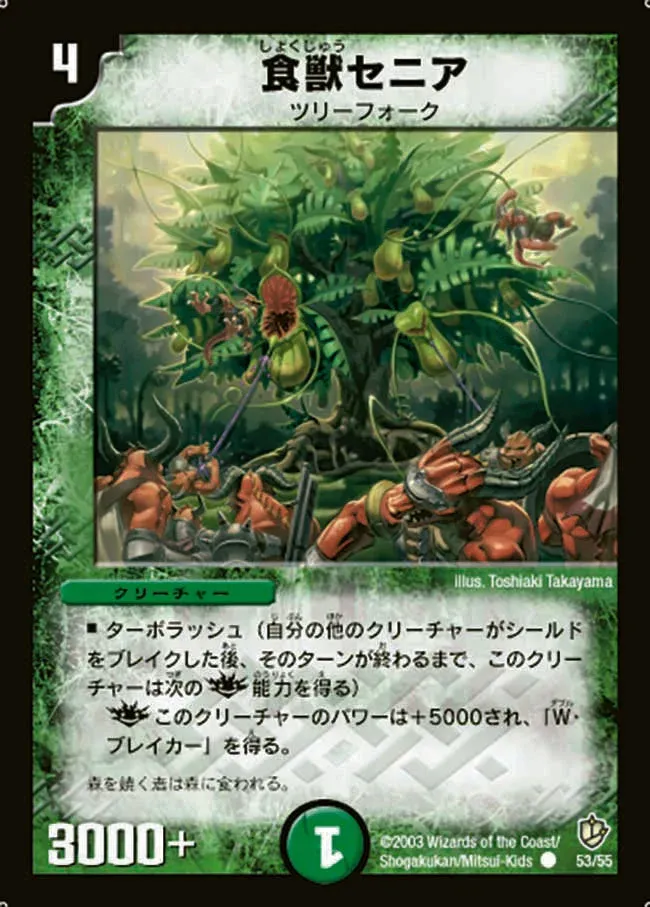 4
しょくじゅう
食獣セニア
ツリーフォーク
illus. Toshiaki Takayama
クリーチャー
■ ターボラッシュ（自分の他のクリーチャーがシールド
をブレイクした後、そのターンが終わるまで、このクリー
チャーは次の 能力を得る）
このクリーチャーのパワーは＋5000され、「W・
ブレイカー」を得る。
森を焼く者は森に食われる。
3000+
1
©2003 Wizards of the Coast/
Shogakukan/Mitsui-Kids
53/55